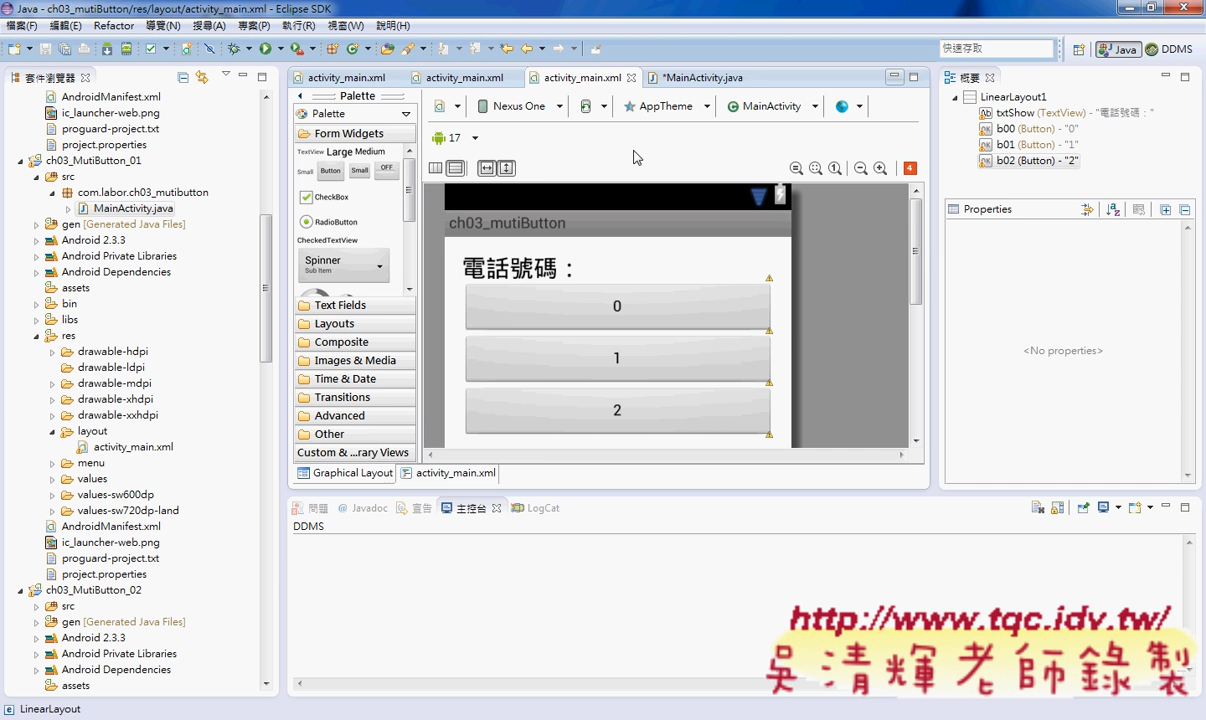 Java - ch03_mutiButton/res/layout/activity_main.xml - Eclipse SDK
檔案(F) 編輯(E) Refactor 導覽(N) 搜尋(A) 專案(P) 執行(R) 視窗(W) 說明(H)
快速存取 Java DDMS
套件瀏覽器
AndroidManifest.xml
ic_launcher-web.png
proguard-project.txt
project.properties
ch03_MutiButton_01
src
com.labor.ch03_mutibutton
MainActivity.java
gen [Generated Java Files]
Android 2.3.3
Android Private Libraries
Android Dependencies
assets
bin
libs
res
drawable-hdpi
drawable-ldpi
drawable-mdpi
drawable-xhdpi
drawable-xxhdpi
layout
activity_main.xml
menu
values
values-sw600dp
values-sw720dp-land
AndroidManifest.xml
ic_launcher-web.png
proguard-project.txt
project.properties
ch03_MutiButton_02
src
gen [Generated Java Files]
Android 2.3.3
Android Private Libraries
Android Dependencies
assets
activity_main.xml activity_main.xml activity_main.xml *MainActivity.java
Palette
Palette
Form Widgets
TextView Large Medium
Small Button Small OFF
CheckBox
RadioButton
CheckedTextView
Spinner
Sub Item
Text Fields
Layouts
Composite
Images & Media
Time & Date
Transitions
Advanced
Other
Custom & ...rary Views
Nexus One AppTheme MainActivity
17
4
ch03_mutiButton
電話號碼：
0
1
2
Graphical Layout activity_main.xml
概要
LinearLayout1
txtShow (TextView) - "電話號碼："
b00 (Button) - "0"
b01 (Button) - "1"
b02 (Button) - "2"
Properties
<No properties>
問題 @ Javadoc 宣告 主控台 LogCat
DDMS
http://www.tqc.idv.tw/
吳清輝老師錄製
LinearLayout